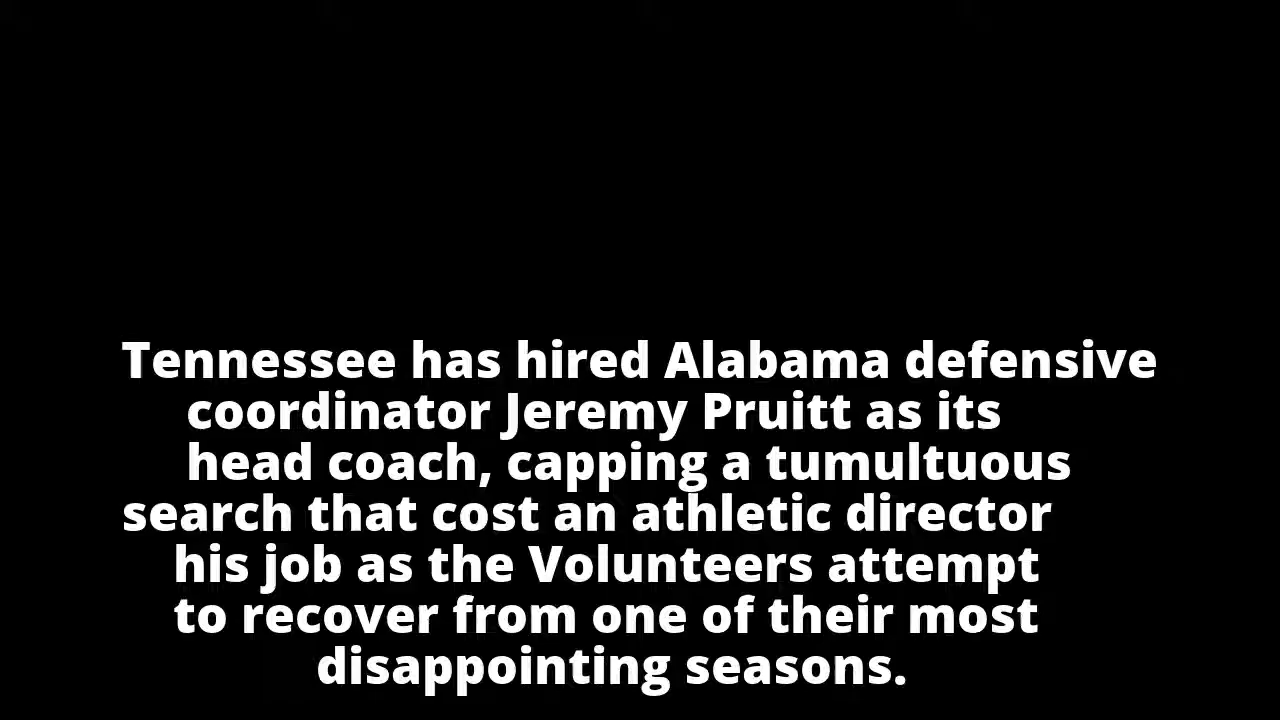 Tennessee has hired Alabama defensive
coordinator Jeremy Pruitt as its
head coach, capping a tumultuous
search that cost an athletic director
his job as the Volunteers attempt
to recover from one of their most
disappointing seasons.